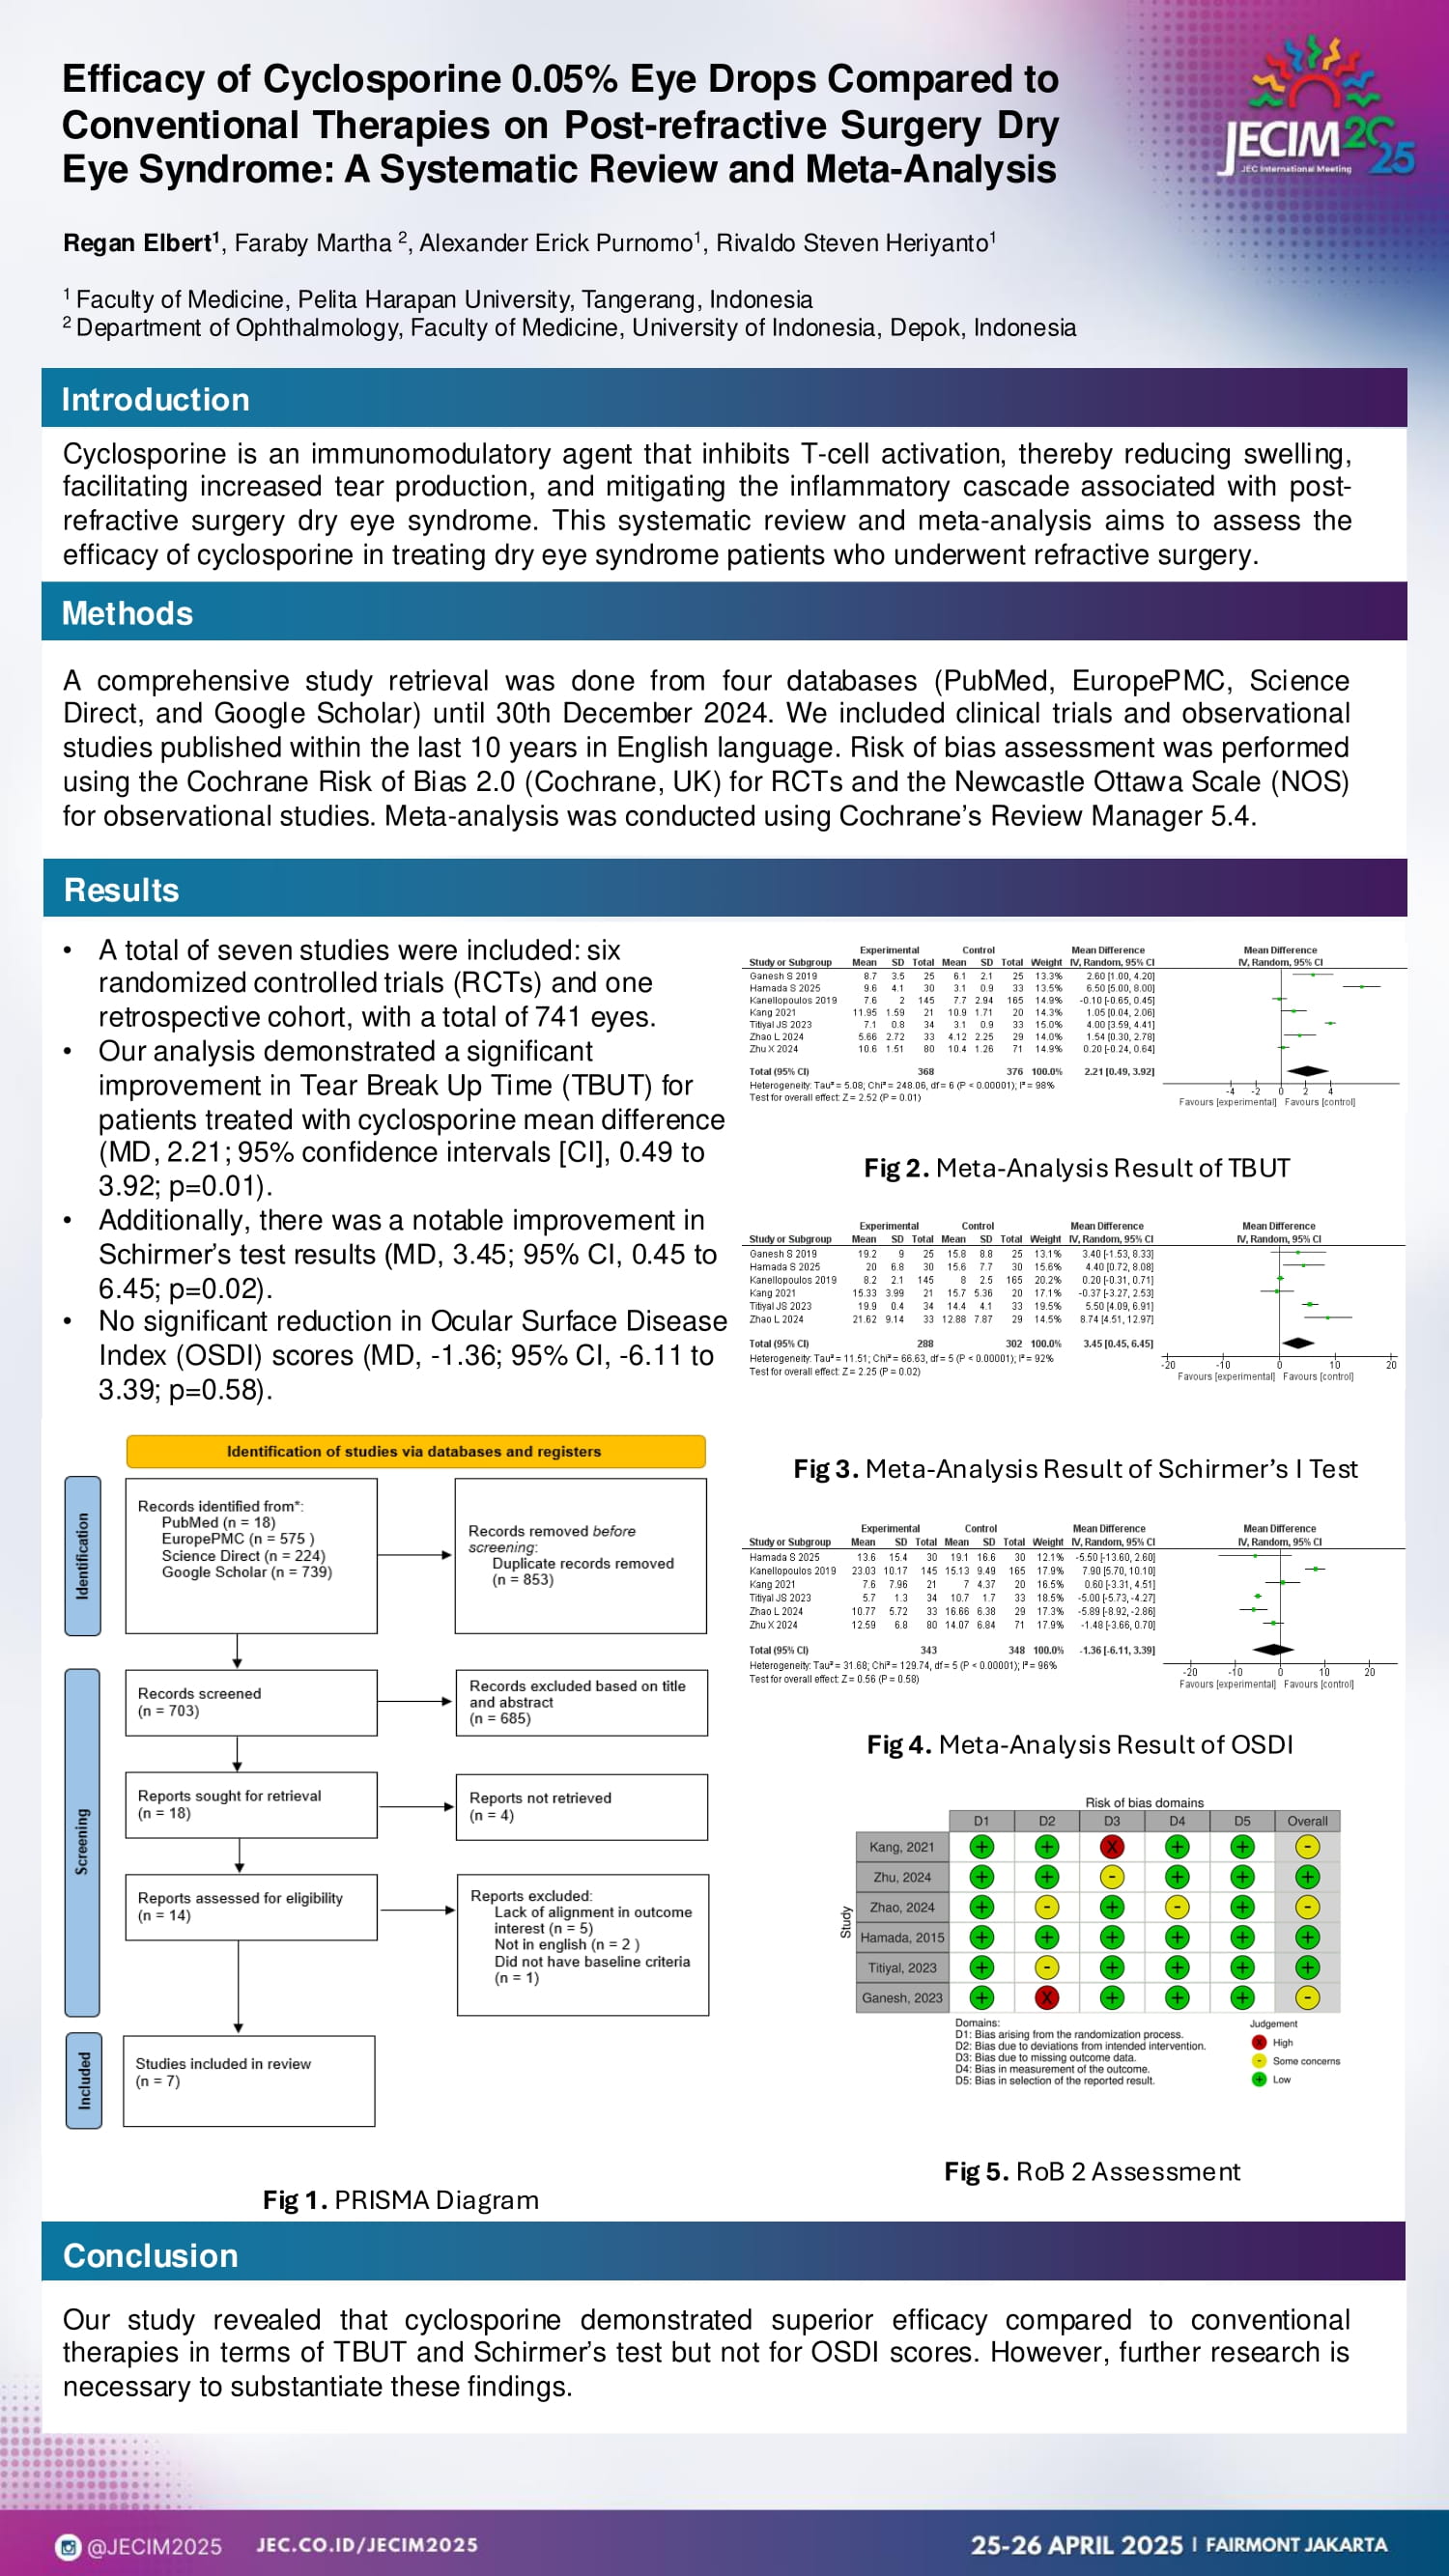 Efficacy of Cyclosporine 0.05% Eye Drops Compared to
Conventional Therapies on Post-refractive Surgery Dry
Eye Syndrome: A Systematic Review and Meta-Analysis
JECIM2025
JEC International Meeting
Regan Elbert¹, Faraby Martha ², Alexander Erick Purnomo¹, Rivaldo Steven Heriyanto¹
¹ Faculty of Medicine, Pelita Harapan University, Tangerang, Indonesia
² Department of Ophthalmology, Faculty of Medicine, University of Indonesia, Depok, Indonesia
Introduction
Cyclosporine is an immunomodulatory agent that inhibits T-cell activation, thereby reducing swelling,
facilitating increased tear production, and mitigating the inflammatory cascade associated with post-
refractive surgery dry eye syndrome. This systematic review and meta-analysis aims to assess the
efficacy of cyclosporine in treating dry eye syndrome patients who underwent refractive surgery.
Methods
A comprehensive study retrieval was done from four databases (PubMed, EuropePMC, Science
Direct, and Google Scholar) until 30th December 2024. We included clinical trials and observational
studies published within the last 10 years in English language. Risk of bias assessment was performed
using the Cochrane Risk of Bias 2.0 (Cochrane, UK) for RCTs and the Newcastle Ottawa Scale (NOS)
for observational studies. Meta-analysis was conducted using Cochrane's Review Manager 5.4.
Results
• A total of seven studies were included: six
randomized controlled trials (RCTs) and one
retrospective cohort, with a total of 741 eyes.
• Our analysis demonstrated a significant
improvement in Tear Break Up Time (TBUT) for
patients treated with cyclosporine mean difference
(MD, 2.21; 95% confidence intervals [CI], 0.49 to
3.92; p=0.01).
• Additionally, there was a notable improvement in
Schirmer's test results (MD, 3.45; 95% CI, 0.45 to
6.45; p=0.02).
• No significant reduction in Ocular Surface Disease
Index (OSDI) scores (MD, -1.36; 95% CI, -6.11 to
3.39; p=0.58).
Experimental Control Mean Difference Mean Difference
Study or Subgroup Mean SD Total Mean SD Total Weight IV, Random, 95% CI IV, Random, 95% CI
Ganesh S 2019 8.7 3.5 25 6.1 2.1 25 13.3% 2.60 [1.00, 4.20]
Hamada S 2025 9.6 4.1 30 3.1 0.9 33 13.5% 6.50 [5.00, 8.00]
Kanellopoulos 2019 7.6 2 145 7.7 2.94 165 14.9% -0.10 [-0.65, 0.45]
Kang 2021 11.95 1.59 21 10.9 1.71 20 14.3% 1.05 [0.04, 2.06]
Titiyal JS 2023 7.1 0.8 34 3.1 0.9 33 15.0% 4.00 [3.59, 4.41]
Zhao L 2024 5.66 2.72 33 4.12 2.25 29 14.0% 1.54 [0.30, 2.78]
Zhu X 2024 10.6 1.51 80 10.4 1.26 71 14.9% 0.20 [-0.24, 0.64]
Total (95% CI) 368 376 100.0% 2.21 [0.49, 3.92]
Heterogeneity: Tau² = 5.08; Chi² = 248.06, df = 6 (P < 0.00001); I² = 98%
Test for overall effect: Z = 2.52 (P = 0.01)
-4 -2 0 2 4
Favours [experimental] Favours [control]
Fig 2. Meta-Analysis Result of TBUT
Experimental Control Mean Difference Mean Difference
Study or Subgroup Mean SD Total Mean SD Total Weight IV, Random, 95% CI IV, Random, 95% CI
Ganesh S 2019 19.2 9 25 15.8 8.8 25 13.1% 3.40 [-1.53, 8.33]
Hamada S 2025 20 6.8 30 15.6 7.7 30 15.6% 4.40 [0.72, 8.08]
Kanellopoulos 2019 8.2 2.1 145 8 2.5 165 20.2% 0.20 [-0.31, 0.71]
Kang 2021 15.33 3.99 21 15.7 5.36 20 17.1% -0.37 [-3.27, 2.53]
Titiyal JS 2023 19.9 0.4 34 14.4 4.1 33 19.5% 5.50 [4.09, 6.91]
Zhao L 2024 21.62 9.14 33 12.88 7.87 29 14.5% 8.74 [4.51, 12.97]
Total (95% CI) 288 302 100.0% 3.45 [0.45, 6.45]
Heterogeneity: Tau² = 11.51; Chi² = 66.63, df = 5 (P < 0.00001); I² = 92%
Test for overall effect: Z = 2.25 (P = 0.02)
-20 -10 0 10 20
Favours [experimental] Favours [control]
Fig 3. Meta-Analysis Result of Schirmer's I Test
Experimental Control Mean Difference Mean Difference
Study or Subgroup Mean SD Total Mean SD Total Weight IV, Random, 95% CI IV, Random, 95% CI
Hamada S 2025 13.6 15.4 30 19.1 16.6 30 12.1% -5.50 [-13.60, 2.60]
Kanellopoulos 2019 23.03 10.17 145 15.13 9.49 165 17.9% 7.90 [5.70, 10.10]
Kang 2021 7.6 7.96 21 7 4.37 20 16.5% 0.60 [-3.31, 4.51]
Titiyal JS 2023 5.7 1.3 34 10.7 1.7 33 18.5% -5.00 [-5.73, -4.27]
Zhao L 2024 10.77 5.72 33 16.66 6.38 29 17.3% -5.89 [-8.92, -2.86]
Zhu X 2024 12.59 6.8 80 14.07 6.84 71 17.9% -1.48 [-3.66, 0.70]
Total (95% CI) 343 348 100.0% -1.36 [-6.11, 3.39]
Heterogeneity: Tau² = 31.68; Chi² = 129.74, df = 5 (P < 0.00001); I² = 96%
Test for overall effect: Z = 0.56 (P = 0.58)
-20 -10 0 10 20
Favours [experimental] Favours [control]
Fig 4. Meta-Analysis Result of OSDI
Identification of studies via databases and registers
Identification
Records identified from*:
PubMed (n = 18)
EuropePMC (n = 575 )
Science Direct (n = 224)
Google Scholar (n = 739)
Records removed before
screening:
Duplicate records removed
(n = 853)
Screening
Records screened
(n = 703)
Records excluded based on title
and abstract
(n = 685)
Reports sought for retrieval
(n = 18)
Reports not retrieved
(n = 4)
Reports assessed for eligibility
(n = 14)
Reports excluded:
Lack of alignment in outcome
interest (n = 5)
Not in english (n = 2 )
Did not have baseline criteria
(n = 1)
Included
Studies included in review
(n = 7)
Fig 1. PRISMA Diagram
Risk of bias domains
D1 D2 D3 D4 D5 Overall
Study
Kang, 2021 + + X + + -
Zhu, 2024 + + - + + +
Zhao, 2024 + - + - + -
Hamada, 2015 + + + + + +
Titiyal, 2023 + - + + + +
Ganesh, 2023 + X + + + -
Domains:
D1: Bias arising from the randomization process.
D2: Bias due to deviations from intended intervention.
D3: Bias due to missing outcome data.
D4: Bias in measurement of the outcome.
D5: Bias in selection of the reported result.
Judgement
X High
- Some concerns
+ Low
Fig 5. RoB 2 Assessment
Conclusion
Our study revealed that cyclosporine demonstrated superior efficacy compared to conventional
therapies in terms of TBUT and Schirmer's test but not for OSDI scores. However, further research is
necessary to substantiate these findings.
@JECIM2025 JEC.CO.ID/JECIM2025
25-26 APRIL 2025 | FAIRMONT JAKARTA